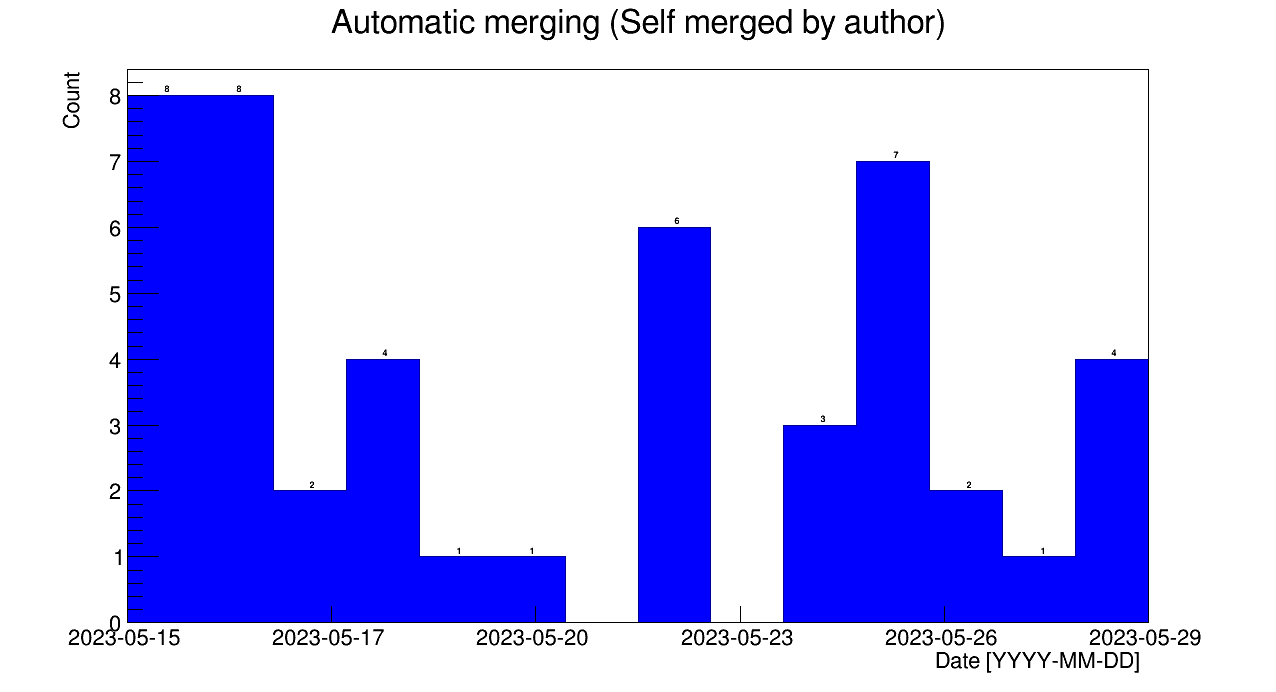 Automatic merging (Self merged by author)
Count
8
7
6
5
4
3
2
1
0
8 8 2 4 1 1 6 3 7 2 1 4
2023-05-15 2023-05-17 2023-05-20 2023-05-23 2023-05-26 2023-05-29
Date [YYYY-MM-DD]